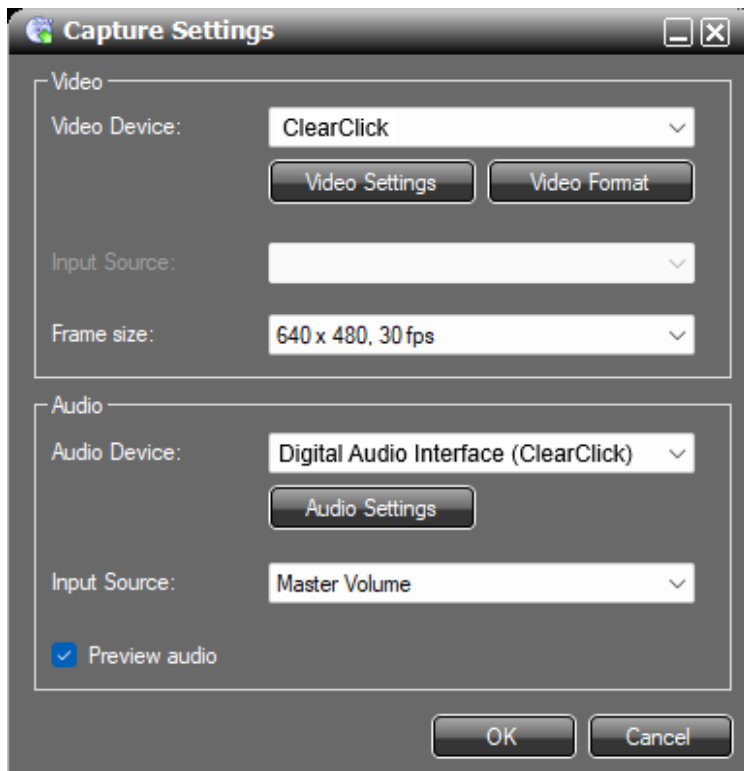 Capture Settings
Video
Video Device:
ClearClick
Video Settings
Video Format
Input Source:
Frame size:
640 x 480, 30 fps
Audio
Audio Device:
Digital Audio Interface (ClearClick)
Audio Settings
Input Source:
Master Volume
Preview audio
OK
Cancel